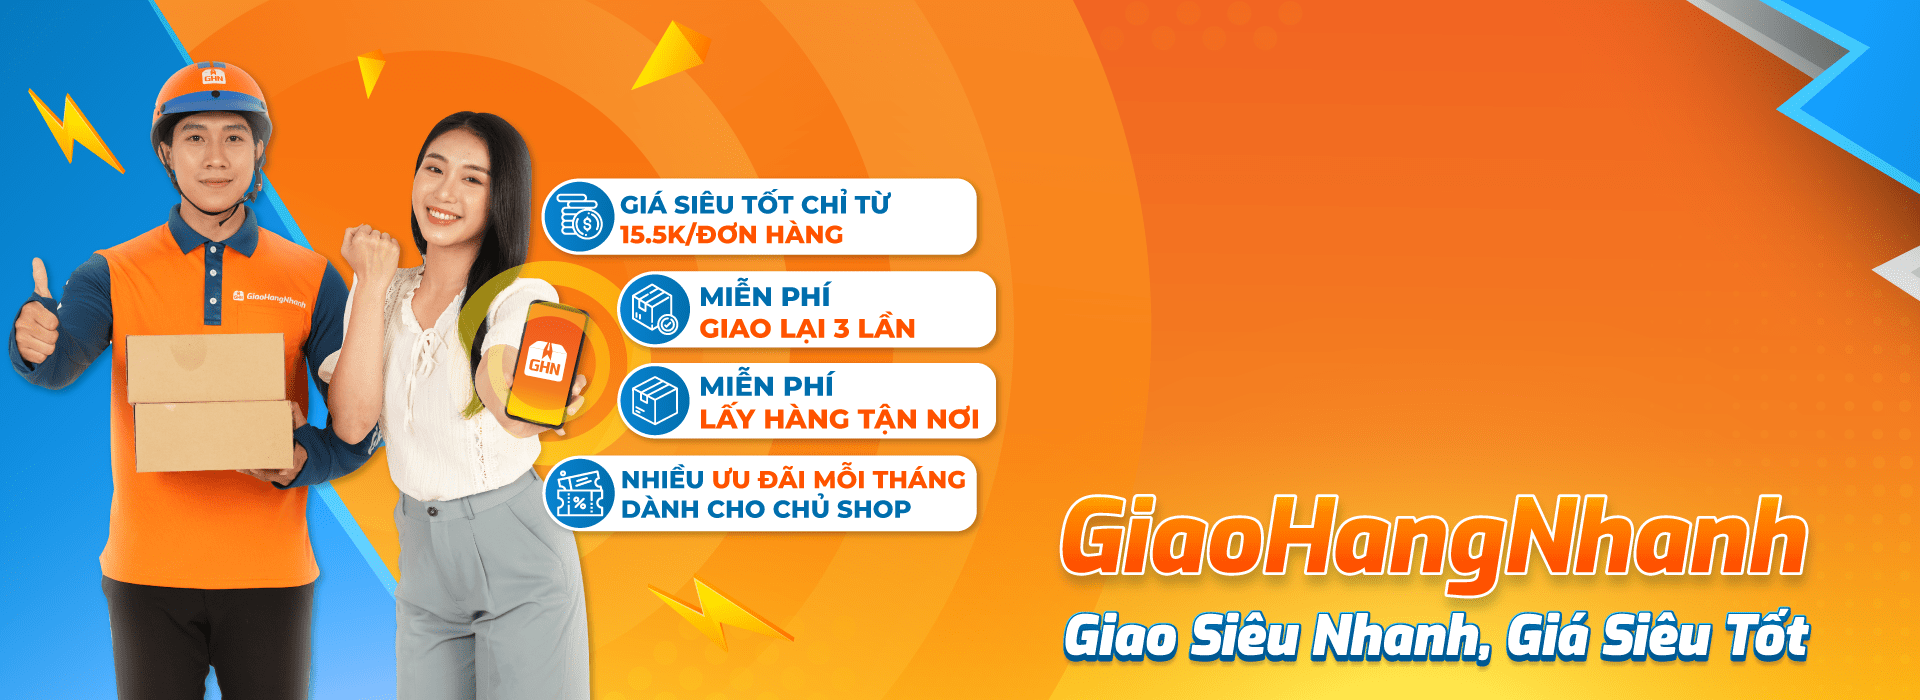 GHN
GiaoHangNhanh
GHN
GIÁ SIÊU TỐT CHỈ TỪ
15.5K/ĐƠN HÀNG
MIỄN PHÍ
GIAO LẠI 3 LẦN
MIỄN PHÍ
LẤY HÀNG TẬN NƠI
NHIỀU ƯU ĐÃI MỖI THÁNG
DÀNH CHO CHỦ SHOP
GiaoHangNhanh
Giao Siêu Nhanh, Giá Siêu Tốt